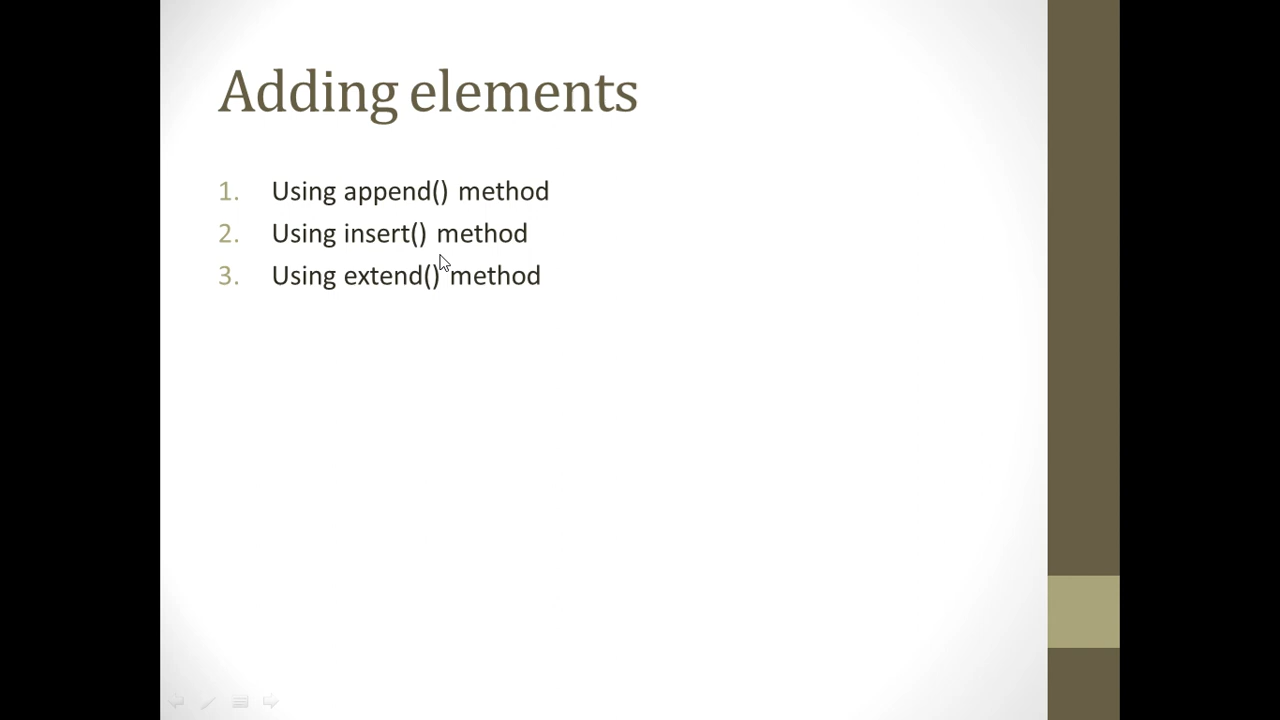 Adding elements
1. Using append() method
2. Using insert() method
3. Using extend() method